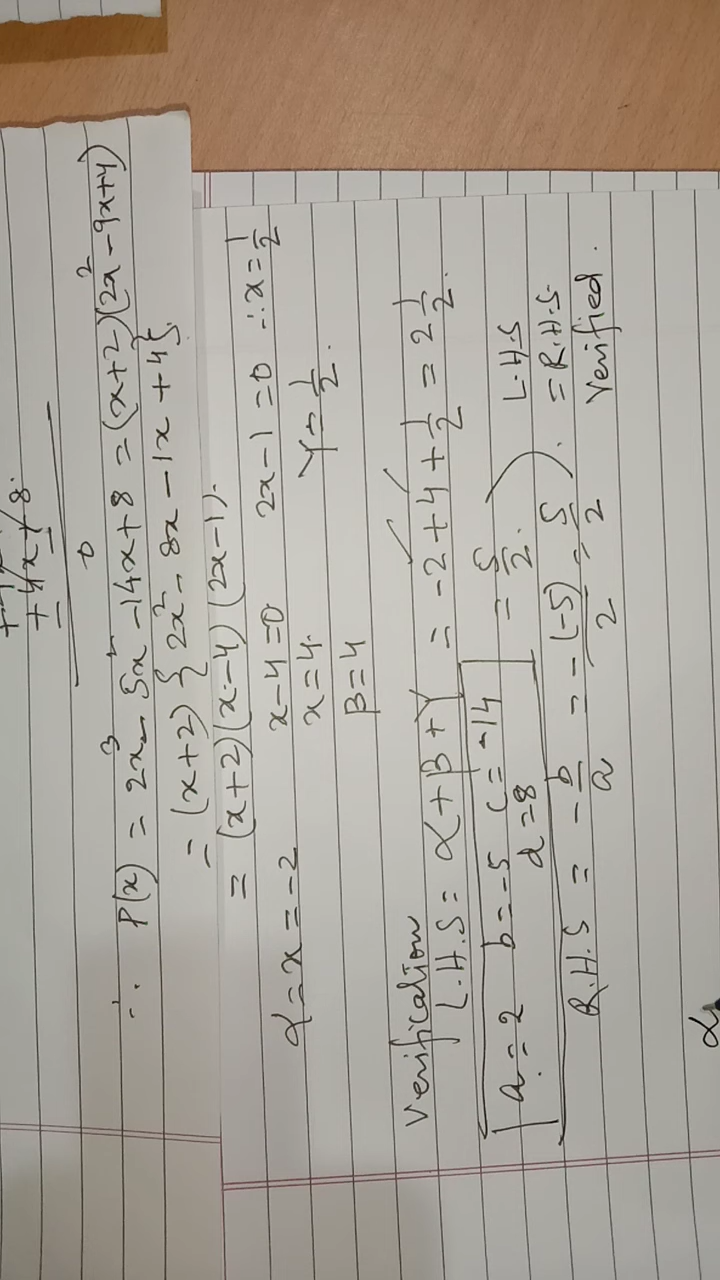 + 4x + 8.
0
∴ P(x) = 2x³ - 5x² - 14x + 8 = (x+2)(2x² - 9x+4)
= (x+2) { 2x² - 8x - 1x + 4 }
= (x+2) (x-4) (2x-1).
α = x = -2 x-4=0 2x-1=0 ∴ x = 1/2
x=4. γ = 1/2.
β=4
Verification
L.H.S = α + β + γ = -2 + 4 + 1/2 = 2 1/2.
a = 2 b = -5 c = -14 = 5/2. L.H.S
d = 8
R.H.S = -b/a = -(-5)/2 = 5/2. = R.H.S.
Verified.
α